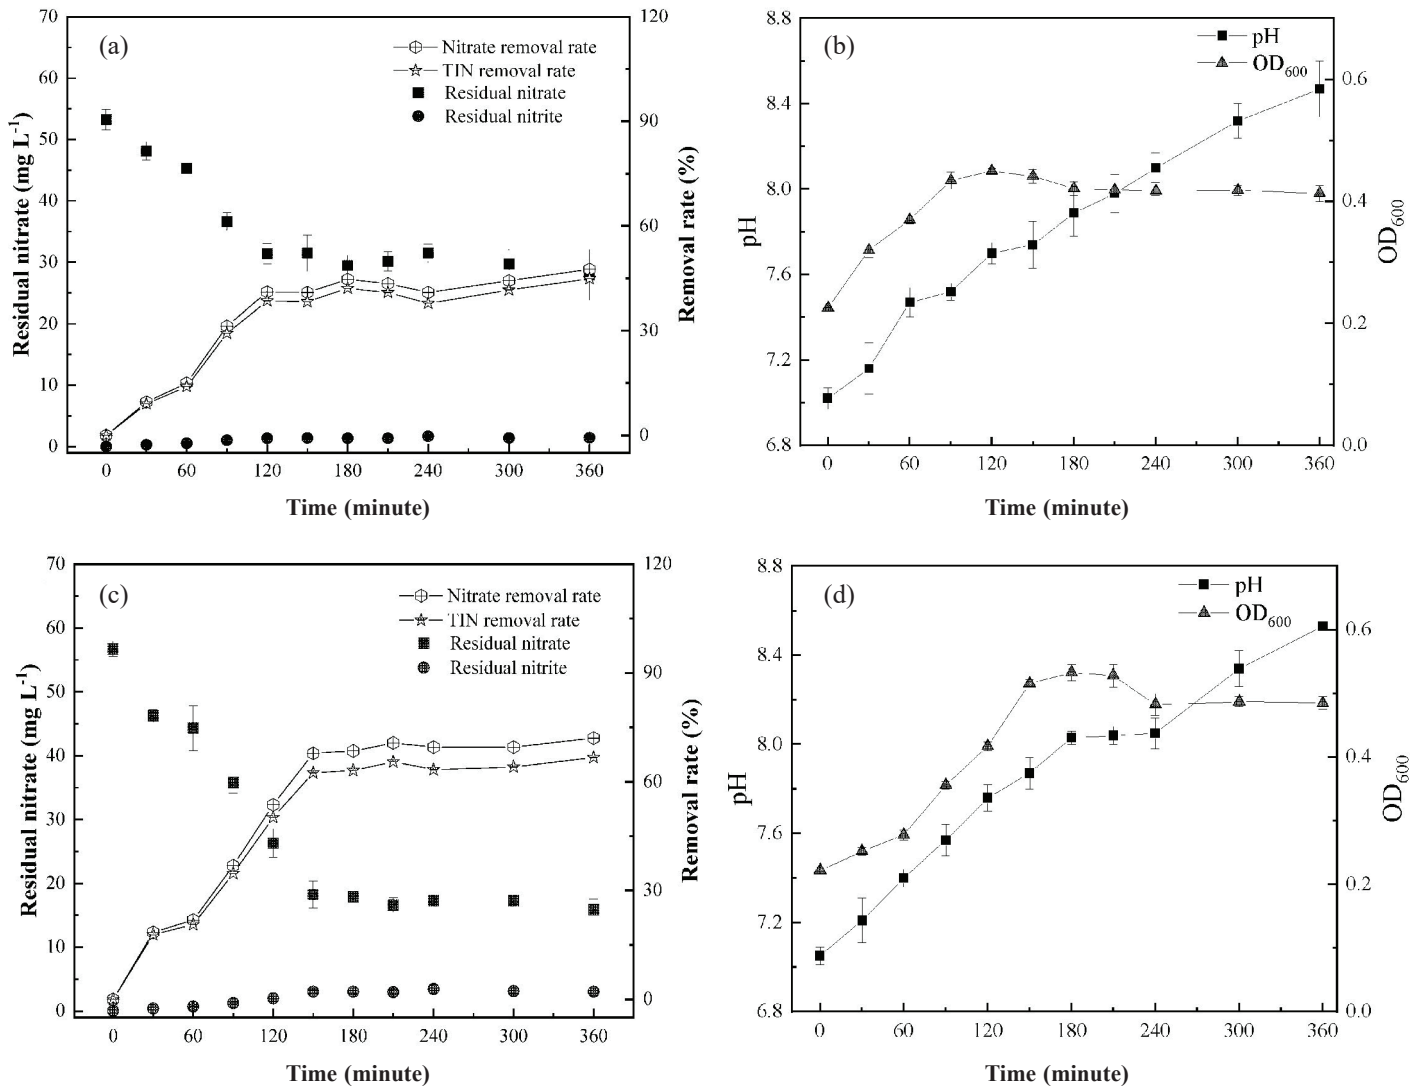 (a)
Nitrate removal rate
TIN removal rate
Residual nitrate
Residual nitrite
70
60
50
40
30
20
10
0
Residual nitrate (mg L-1)
120
90
60
30
0
Removal rate (%)
0 60 120 180 240 300 360
Time (minute)
(b)
pH
OD600
8.8
8.4
8.0
7.6
7.2
6.8
pH
0.6
0.4
0.2
0.0
OD600
0 60 120 180 240 300 360
Time (minute)
(c)
Nitrate removal rate
TIN removal rate
Residual nitrate
Residual nitrite
70
60
50
40
30
20
10
0
Residual nitrate (mg L-1)
120
90
60
30
0
Removal rate (%)
0 60 120 180 240 300 360
Time (minute)
(d)
pH
OD600
8.8
8.4
8.0
7.6
7.2
6.8
pH
0.6
0.4
0.2
0.0
OD600
0 60 120 180 240 300 360
Time (minute)